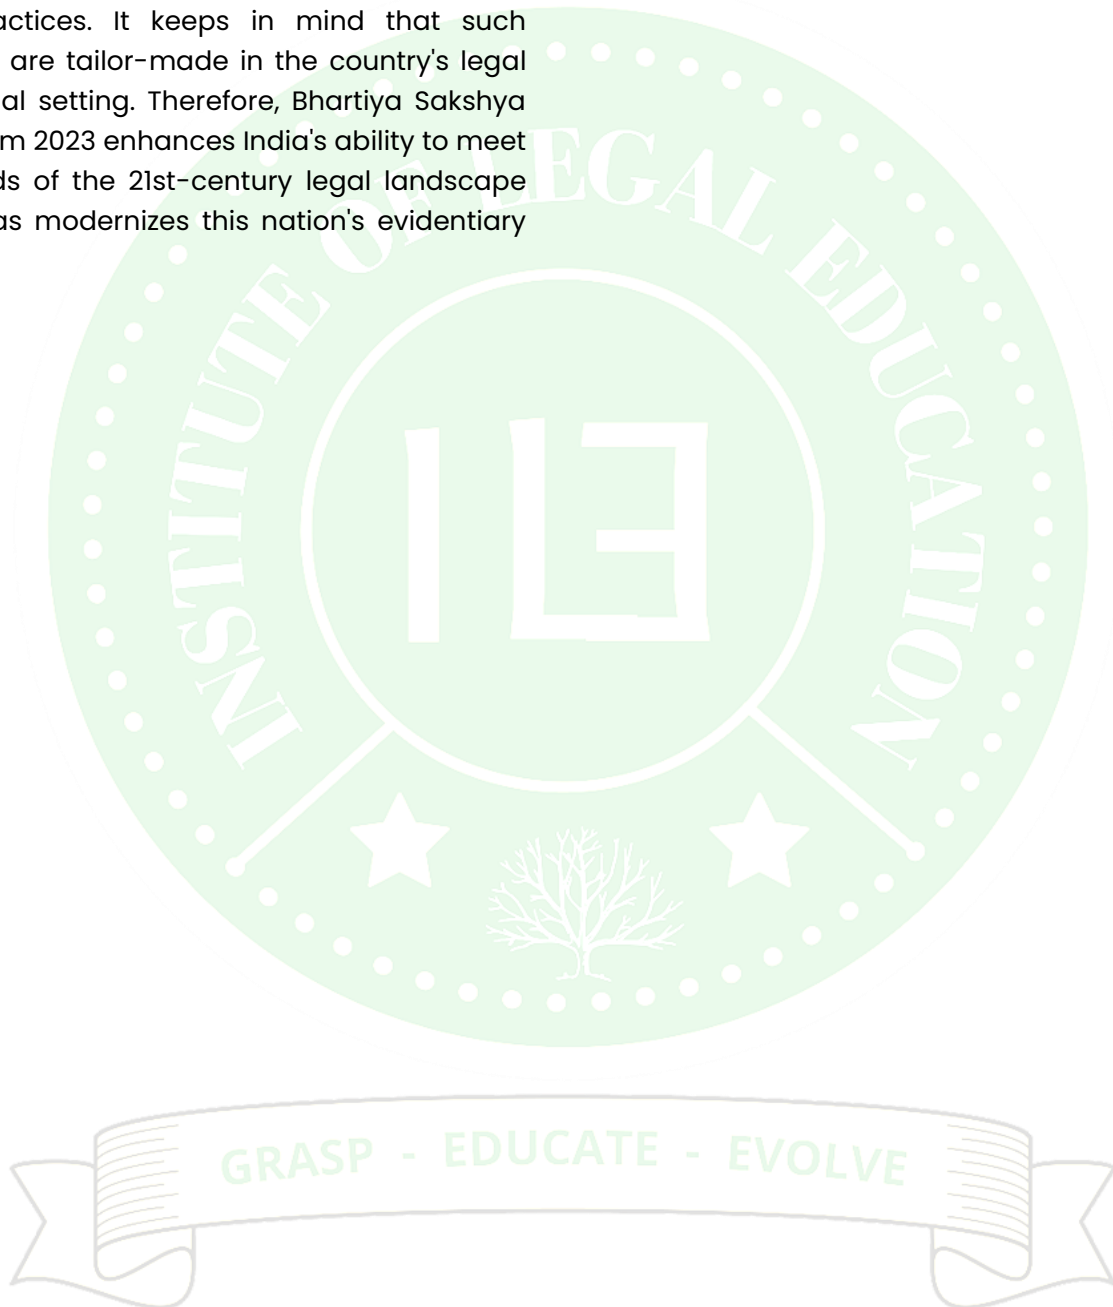 actices. It keeps in mind that such
are tailor-made in the country's legal
al setting. Therefore, Bhartiya Sakshya
m 2023 enhances India's ability to meet
ds of the 21st-century legal landscape
as modernizes this nation's evidentiary
INSTITUTE OF LEGAL EDUCATION
ILE
GRASP - EDUCATE - EVOLVE